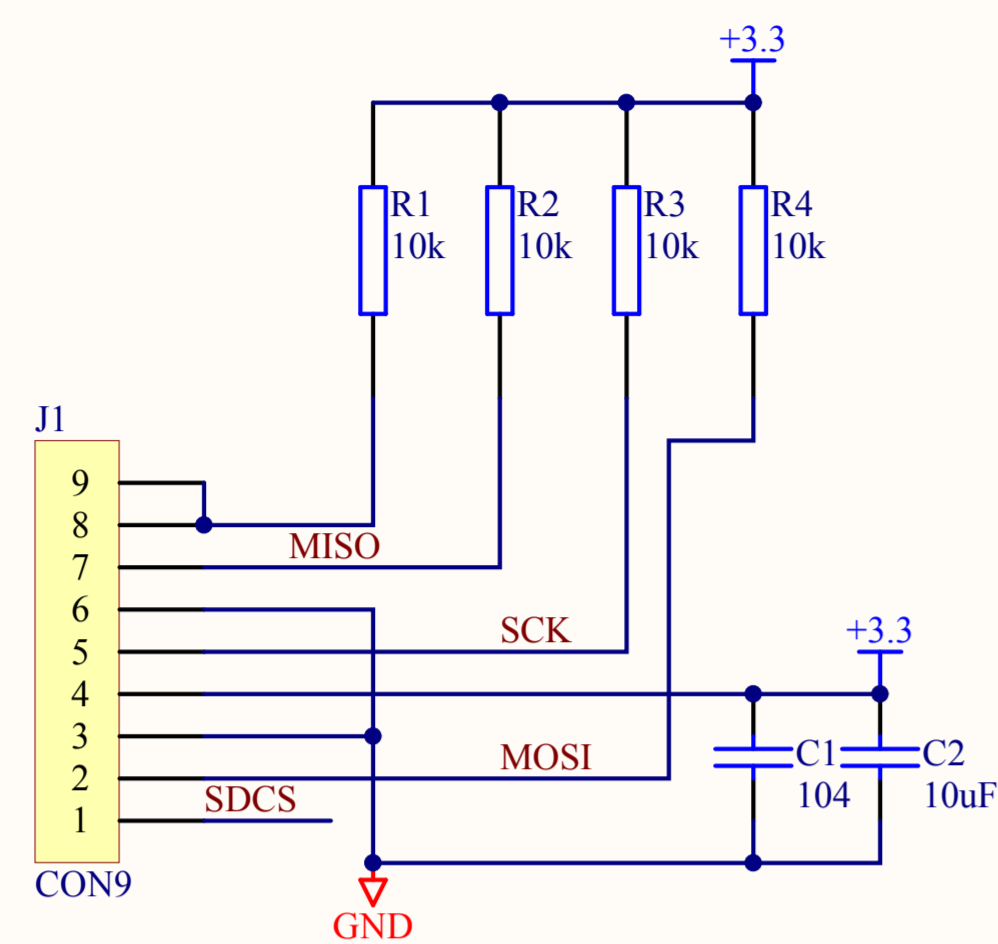 +3.3
R1
10k
R2
10k
R3
10k
R4
10k
J1
9
8
MISO
7
6
SCK
5
+3.3
4
3
MOSI
C1
104
C2
10uF
2
SDCS
1
CON9
GND